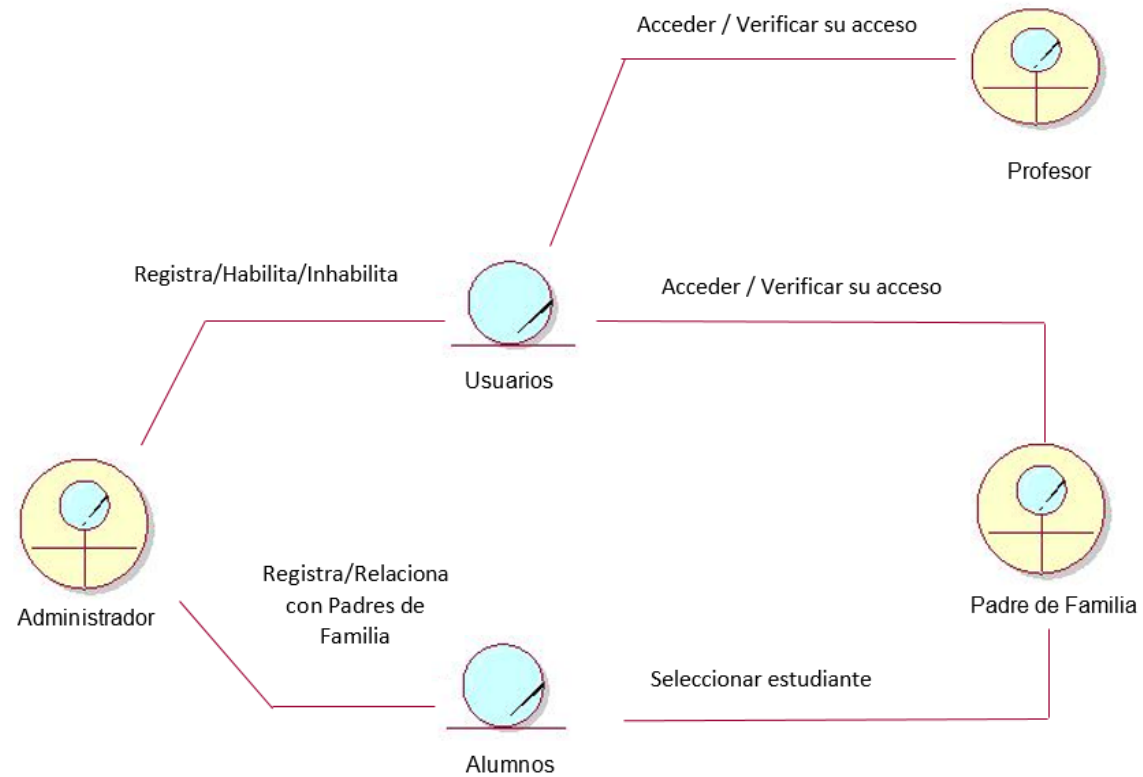 Acceder / Verificar su acceso
Profesor
Registra/Habilita/Inhabilita
Acceder / Verificar su acceso
Usuarios
Administrador
Registra/Relaciona
con Padres de
Familia
Padre de Familia
Seleccionar estudiante
Alumnos